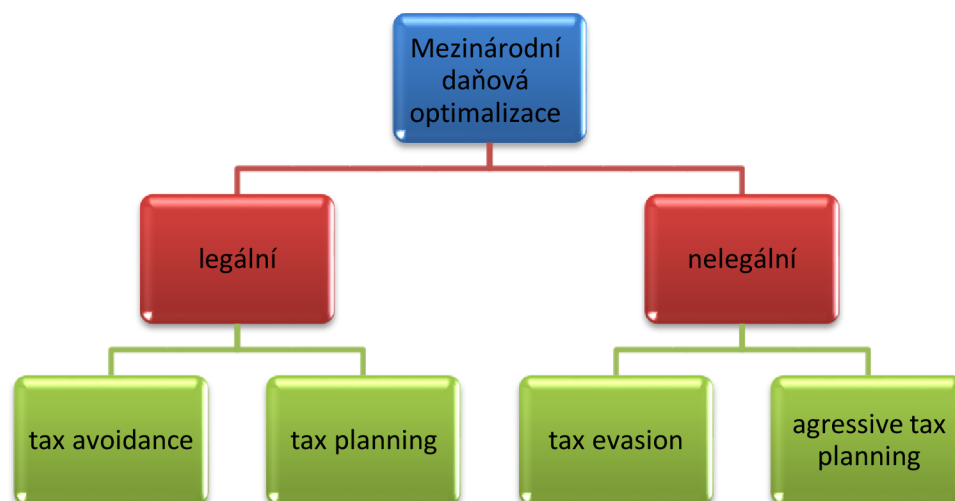 Mezinárodní
daňová
optimalizace
legální
nelegální
tax avoidance
tax planning
tax evasion
agressive tax
planning